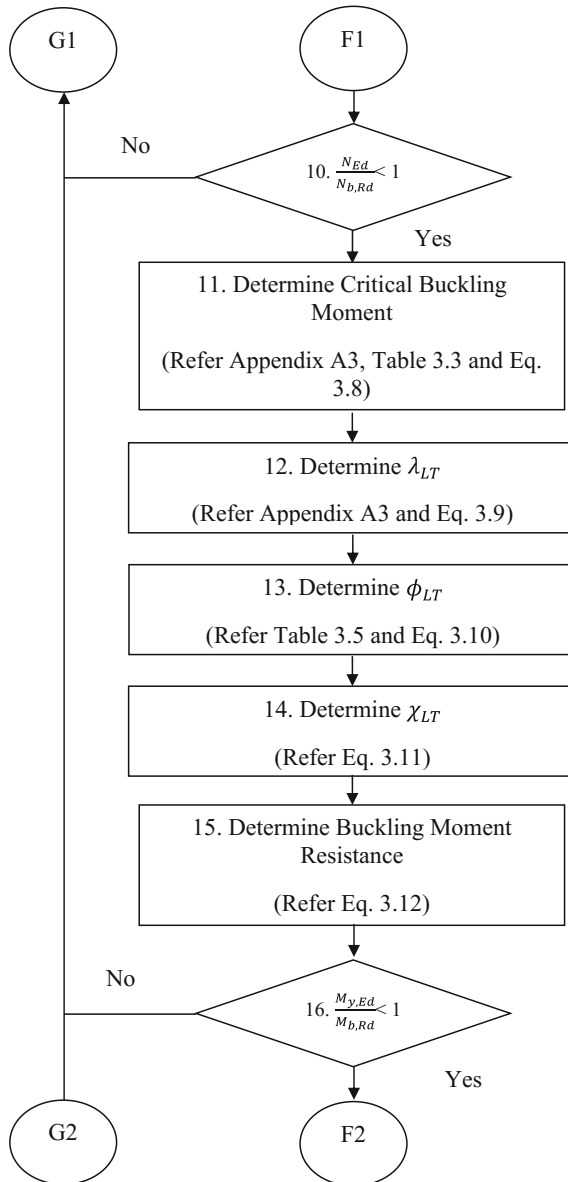 G1
F1
No
10. N_Ed / N_b,Rd < 1
Yes
11. Determine Critical Buckling
Moment
(Refer Appendix A3, Table 3.3 and Eq.
3.8)
12. Determine λ_LT
(Refer Appendix A3 and Eq. 3.9)
13. Determine ϕ_LT
(Refer Table 3.5 and Eq. 3.10)
14. Determine χ_LT
(Refer Eq. 3.11)
15. Determine Buckling Moment
Resistance
(Refer Eq. 3.12)
No
16. M_y,Ed / M_b,Rd < 1
Yes
G2
F2